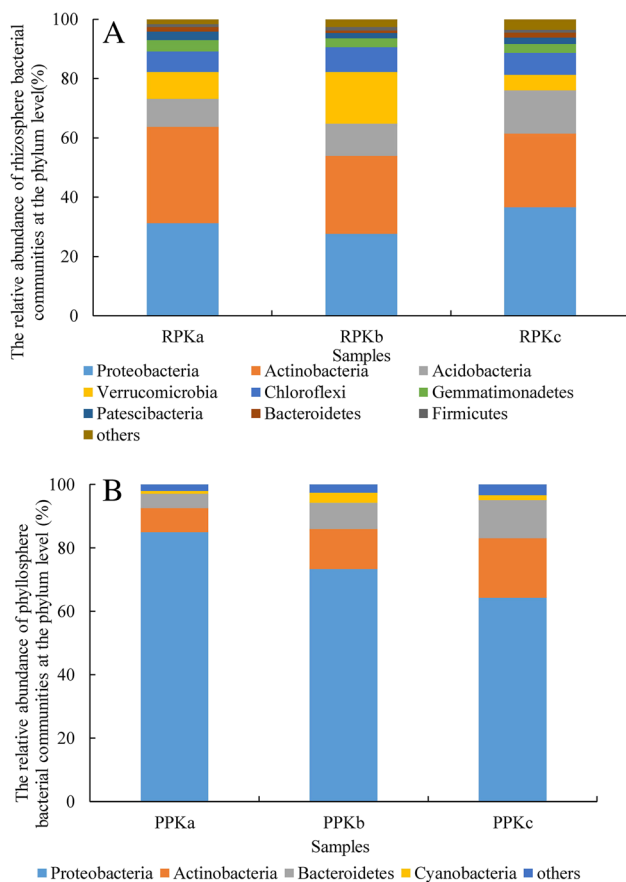 A
The relative abundance of rhizosphere bacterial
communities at the phylum level(%)
100
80
60
40
20
0
RPKa RPKb RPKc
Samples
Proteobacteria Actinobacteria Acidobacteria
Verrucomicrobia Chloroflexi Gemmatimonadetes
Patescibacteria Bacteroidetes Firmicutes
others
B
The relative abundance of phyllosphere
bacterial communities at the phylum level (%)
100
80
60
40
20
0
PPKa PPKb PPKc
Samples
Proteobacteria Actinobacteria Bacteroidetes Cyanobacteria others